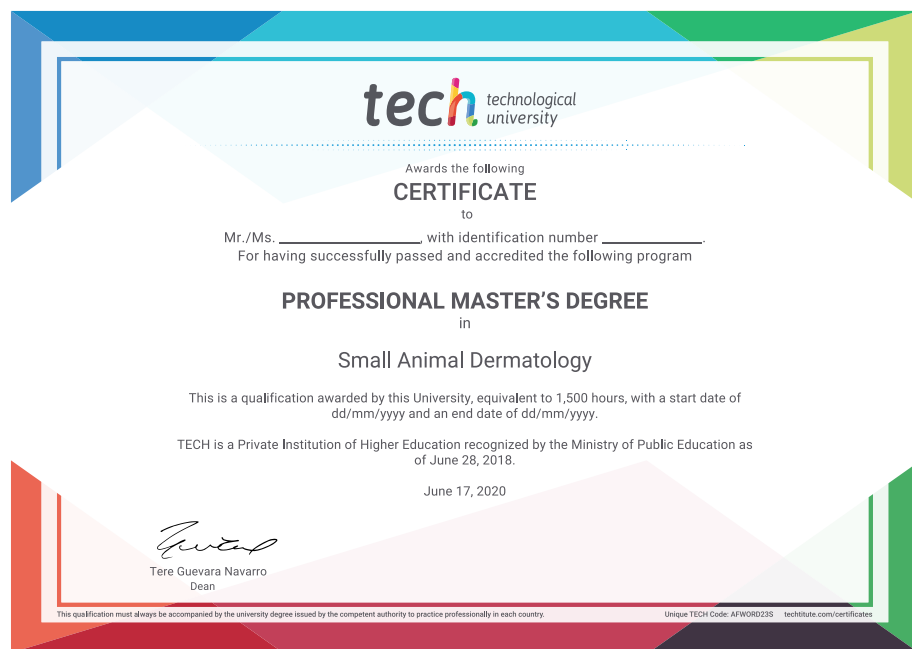 tech technological
university
Awards the following
CERTIFICATE
to
Mr./Ms. ____________, with identification number ____________.
For having successfully passed and accredited the following program
PROFESSIONAL MASTER'S DEGREE
in
Small Animal Dermatology
This is a qualification awarded by this University, equivalent to 1,500 hours, with a start date of
dd/mm/yyyy and an end date of dd/mm/yyyy.
TECH is a Private Institution of Higher Education recognized by the Ministry of Public Education as
of June 28, 2018.
June 17, 2020
Tere Guevara Navarro
Dean
This qualification must always be accompanied by the university degree issued by the competent authority to practice professionally in each country.
Unique TECH Code: AFWORD23S techtitute.com/certificates